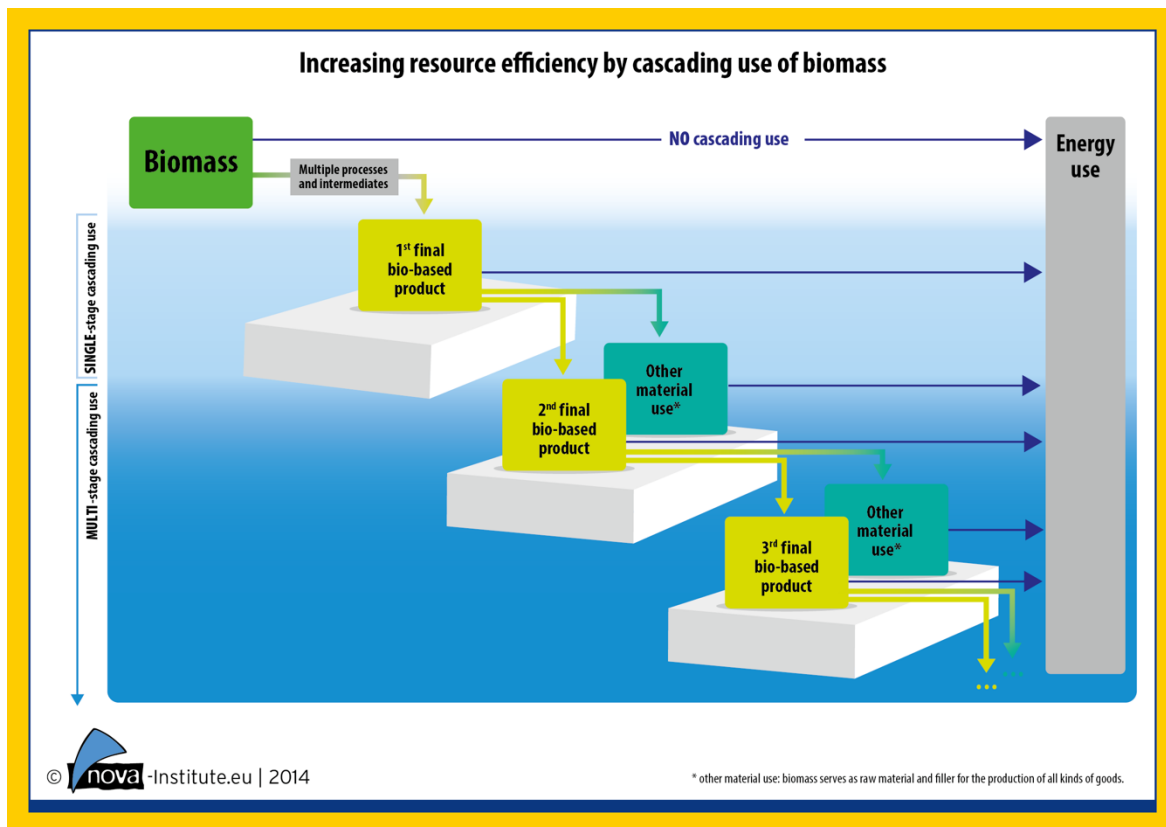 Increasing resource efficiency by cascading use of biomass
Biomass
NO cascading use
Energy
use
Multiple processes
and intermediates
SINGLE-stage cascading use
1st final
bio-based
product
Other
material
use*
MULTI-stage cascading use
2nd final
bio-based
product
Other
material
use*
3rd final
bio-based
product
...
...
© nova-Institute.eu | 2014
* other material use: biomass serves as raw material and filler for the production of all kinds of goods.